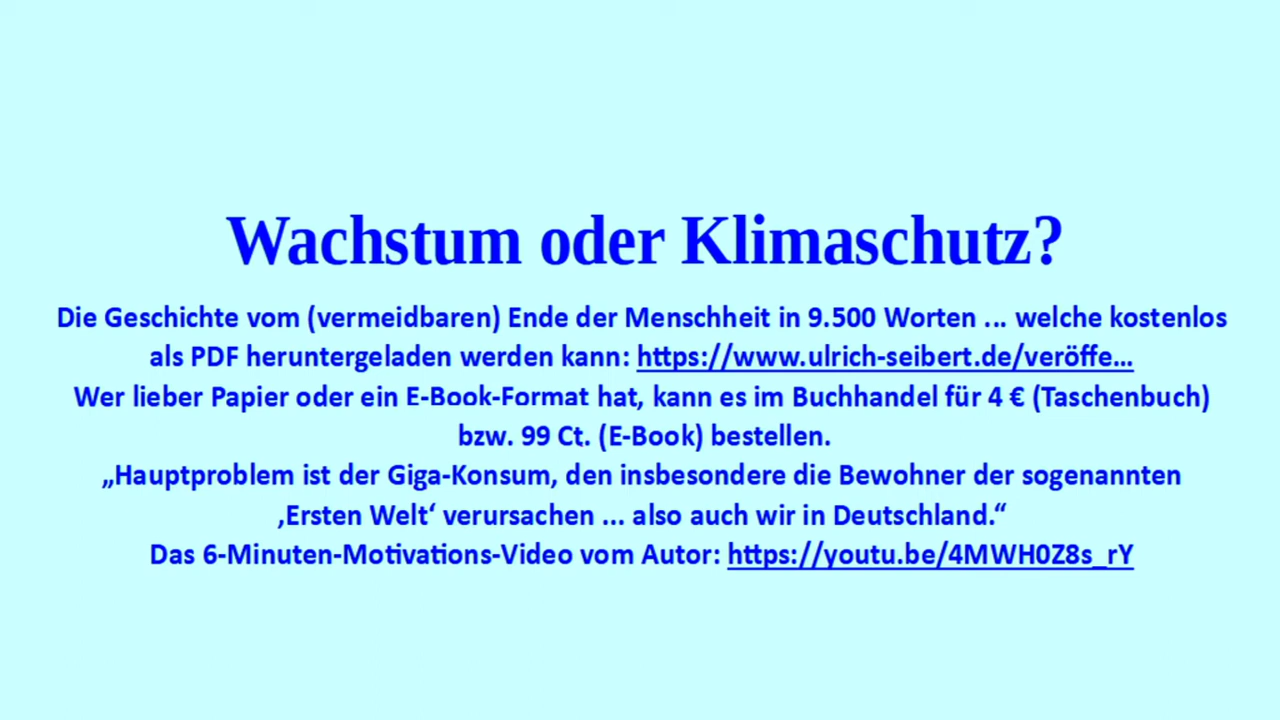 Wachstum oder Klimaschutz?
Die Geschichte vom (vermeidbaren) Ende der Menschheit in 9.500 Worten ... welche kostenlos
als PDF heruntergeladen werden kann: https://www.ulrich-seibert.de/veröffe...
Wer lieber Papier oder ein E-Book-Format hat, kann es im Buchhandel für 4 € (Taschenbuch)
bzw. 99 Ct. (E-Book) bestellen.
„Hauptproblem ist der Giga-Konsum, den insbesondere die Bewohner der sogenannten
‚Ersten Welt‘ verursachen ... also auch wir in Deutschland.“
Das 6-Minuten-Motivations-Video vom Autor: https://youtu.be/4MWH0Z8s_rY